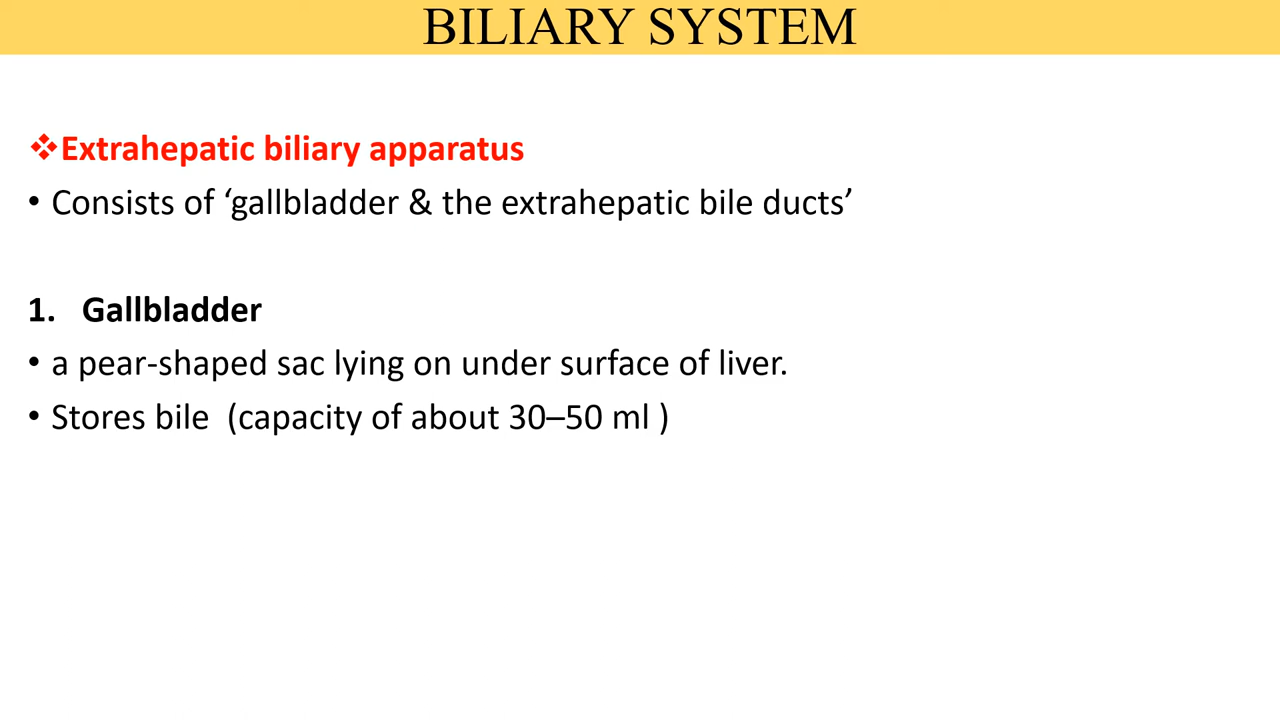 BILIARY SYSTEM
❖Extrahepatic biliary apparatus
• Consists of ‘gallbladder & the extrahepatic bile ducts’
1. Gallbladder
• a pear-shaped sac lying on under surface of liver.
• Stores bile (capacity of about 30–50 ml )